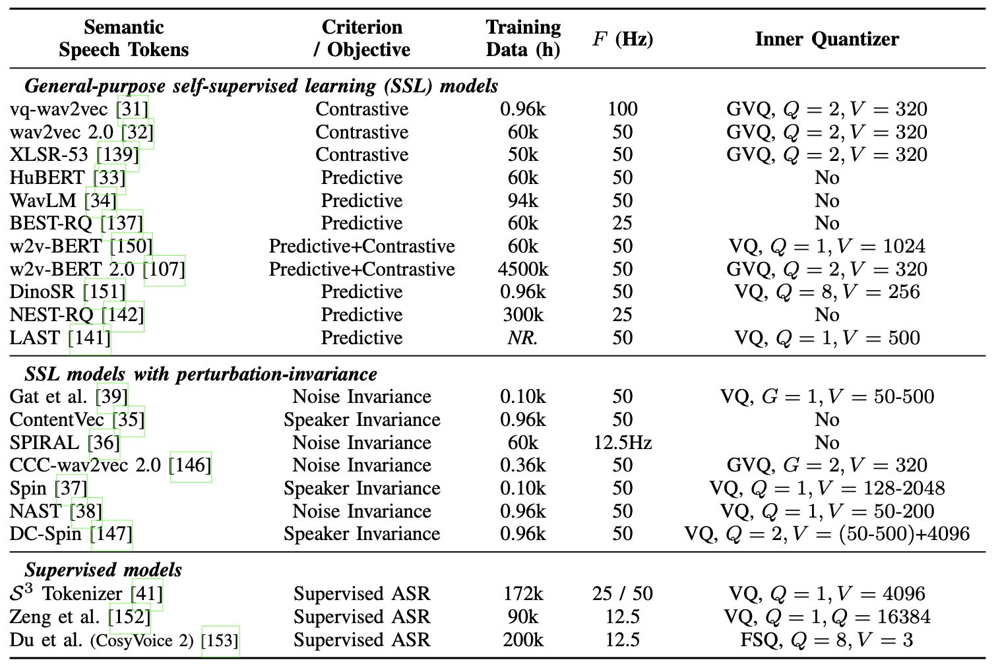 Semantic Speech Tokens Criterion / Objective Training Data (h) F (Hz) Inner Quantizer
General-purpose self-supervised learning (SSL) models
vq-wav2vec [31] Contrastive 0.96k 100 GVQ, Q = 2, V = 320
wav2vec 2.0 [32] Contrastive 60k 50 GVQ, Q = 2, V = 320
XLSR-53 [139] Contrastive 50k 50 GVQ, Q = 2, V = 320
HuBERT [33] Predictive 60k 50 No
WavLM [34] Predictive 94k 50 No
BEST-RQ [137] Predictive 60k 25 No
w2v-BERT [150] Predictive+Contrastive 60k 50 VQ, Q = 1, V = 1024
w2v-BERT 2.0 [107] Predictive+Contrastive 4500k 50 GVQ, Q = 2, V = 320
DinoSR [151] Predictive 0.96k 50 VQ, Q = 8, V = 256
NEST-RQ [142] Predictive 300k 25 No
LAST [141] Predictive NR. 50 VQ, Q = 1, V = 500
SSL models with perturbation-invariance
Gat et al. [39] Noise Invariance 0.10k 50 VQ, G = 1, V = 50-500
ContentVec [35] Speaker Invariance 0.96k 50 No
SPIRAL [36] Noise Invariance 60k 12.5Hz No
CCC-wav2vec 2.0 [146] Noise Invariance 0.36k 50 GVQ, G = 2, V = 320
Spin [37] Speaker Invariance 0.10k 50 VQ, Q = 1, V = 128-2048
NAST [38] Noise Invariance 0.96k 50 VQ, Q = 1, V = 50-200
DC-Spin [147] Speaker Invariance 0.96k 50 VQ, Q = 2, V = (50-500)+4096
Supervised models
S³ Tokenizer [41] Supervised ASR 172k 25 / 50 VQ, Q = 1, V = 4096
Zeng et al. [152] Supervised ASR 90k 12.5 VQ, Q = 1, Q = 16384
Du et al. (CosyVoice 2) [153] Supervised ASR 200k 12.5 FSQ, Q = 8, V = 3